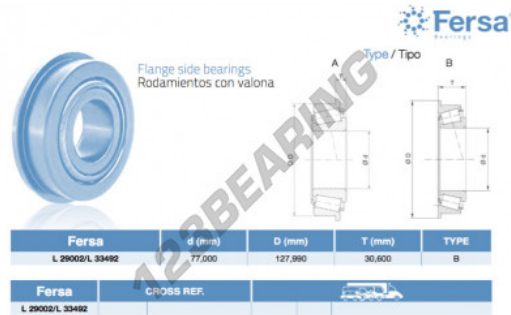 Fersa
Bearings
Type / Tipo
Flange side bearings
Rodamientos con valona
A
B
T
T
Ø D
Ø d
Ø D
Ø d
123BEARING
Fersa d (mm) D (mm) T (mm) TYPE
L 29002/L 33492 77,000 127,990 30,600 B
Fersa CROSS REF.
L 29002/L 33492